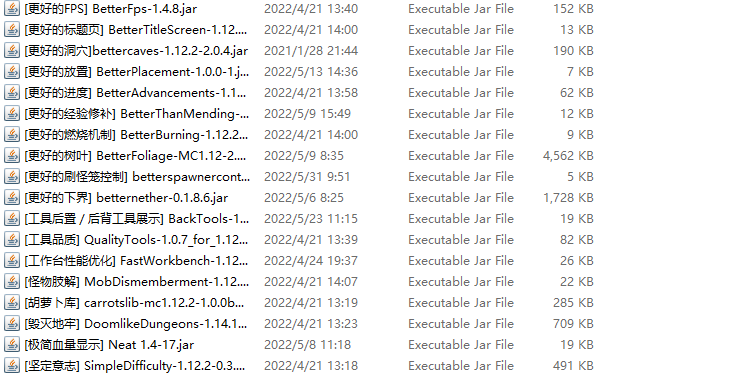 [更好的FPS] BetterFps-1.4.8.jar 2022/4/21 13:40 Executable Jar File 152 KB
[更好的标题页] BetterTitleScreen-1.12.... 2022/4/21 14:00 Executable Jar File 13 KB
[更好的洞穴]bettercaves-1.12.2-2.0.4.jar 2021/1/28 21:44 Executable Jar File 190 KB
[更好的放置] BetterPlacement-1.0.0-1.j... 2022/5/13 14:36 Executable Jar File 7 KB
[更好的进度] BetterAdvancements-1.1... 2022/4/21 13:58 Executable Jar File 62 KB
[更好的经验修补] BetterThanMending-... 2022/5/9 15:49 Executable Jar File 12 KB
[更好的燃烧机制] BetterBurning-1.12.2... 2022/4/21 14:00 Executable Jar File 9 KB
[更好的树叶] BetterFoliage-MC1.12-2.... 2022/5/9 8:35 Executable Jar File 4,562 KB
[更好的刷怪笼控制] betterspawnercont... 2022/5/31 9:51 Executable Jar File 5 KB
[更好的下界] betternether-0.1.8.6.jar 2022/5/6 8:25 Executable Jar File 1,728 KB
[工具后置 / 后背工具展示] BackTools-1... 2022/5/23 11:15 Executable Jar File 19 KB
[工具品质] QualityTools-1.0.7_for_1.12... 2022/4/21 13:39 Executable Jar File 82 KB
[工作台性能优化] FastWorkbench-1.12... 2022/4/24 19:37 Executable Jar File 26 KB
[怪物肢解] MobDismemberment-1.12.... 2022/4/21 14:07 Executable Jar File 22 KB
[胡萝卜库] carrotslib-mc1.12.2-1.0.0b... 2022/4/21 13:19 Executable Jar File 285 KB
[毁灭地牢] DoomlikeDungeons-1.14.1... 2022/4/21 13:23 Executable Jar File 709 KB
[极简血量显示] Neat 1.4-17.jar 2022/5/8 11:18 Executable Jar File 19 KB
[坚定意志] SimpleDifficulty-1.12.2-0.3.... 2022/4/21 13:18 Executable Jar File 491 KB